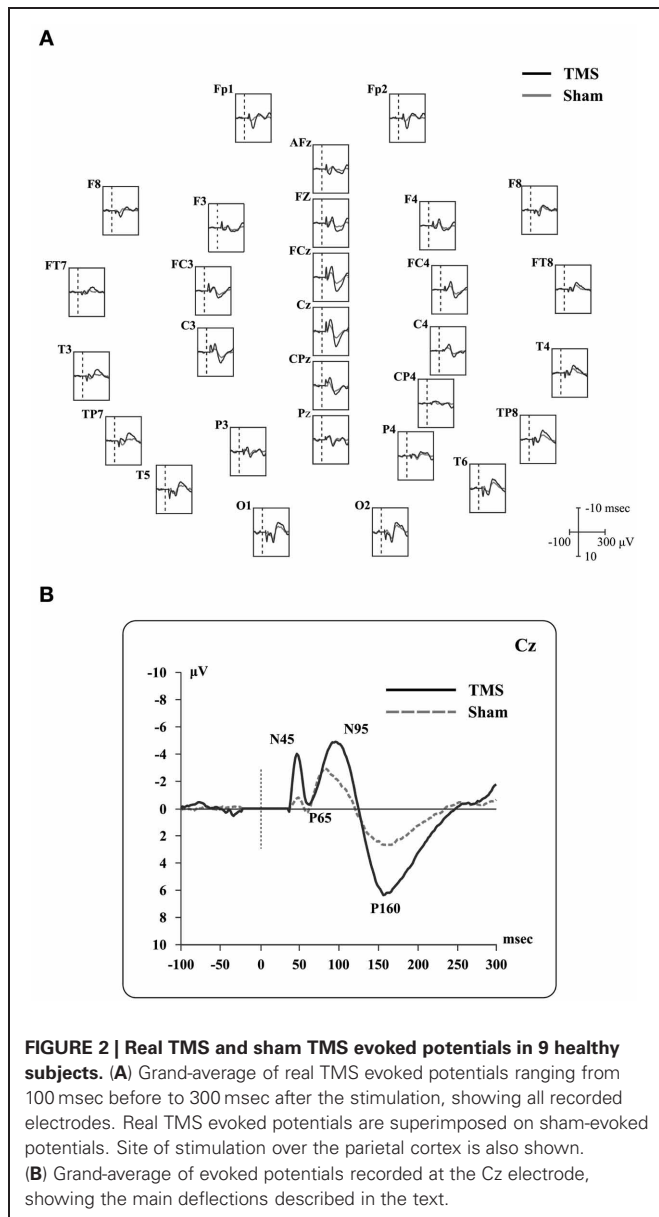 A
TMS
Sham
Fp1 Fp2
AFz
F8 F3 FZ F4 F8
FT7 FC3 FCz FC4 FT8
C3 Cz C4
T3 CPz CP4 T4
TP7 P3 Pz P4 TP8
T5 T6
O1 O2
-10 msec
-100 300 µV
10
B
Cz
µV
-10
-8
-6
-4
-2
0
2
4
6
8
10
TMS
Sham
N45 N95
P65
P160
msec
-100 -50 0 50 100 150 200 250 300
FIGURE 2 | Real TMS and sham TMS evoked potentials in 9 healthy
subjects. (A) Grand-average of real TMS evoked potentials ranging from
100 msec before to 300 msec after the stimulation, showing all recorded
electrodes. Real TMS evoked potentials are superimposed on sham-evoked
potentials. Site of stimulation over the parietal cortex is also shown.
(B) Grand-average of evoked potentials recorded at the Cz electrode,
showing the main deflections described in the text.